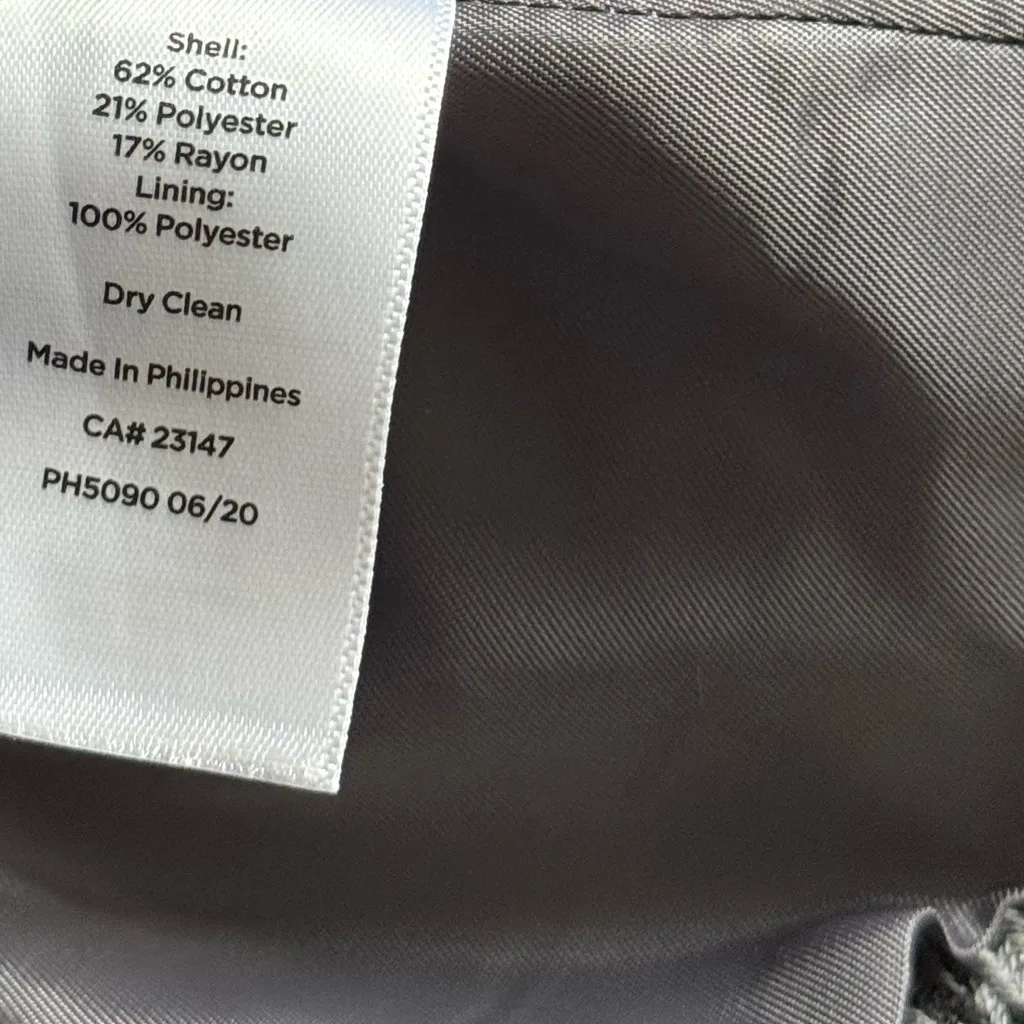 Shell:
62% Cotton
21% Polyester
17% Rayon
Lining:
100% Polyester
Dry Clean
Made In Philippines
CA# 23147
PH5090 06/20